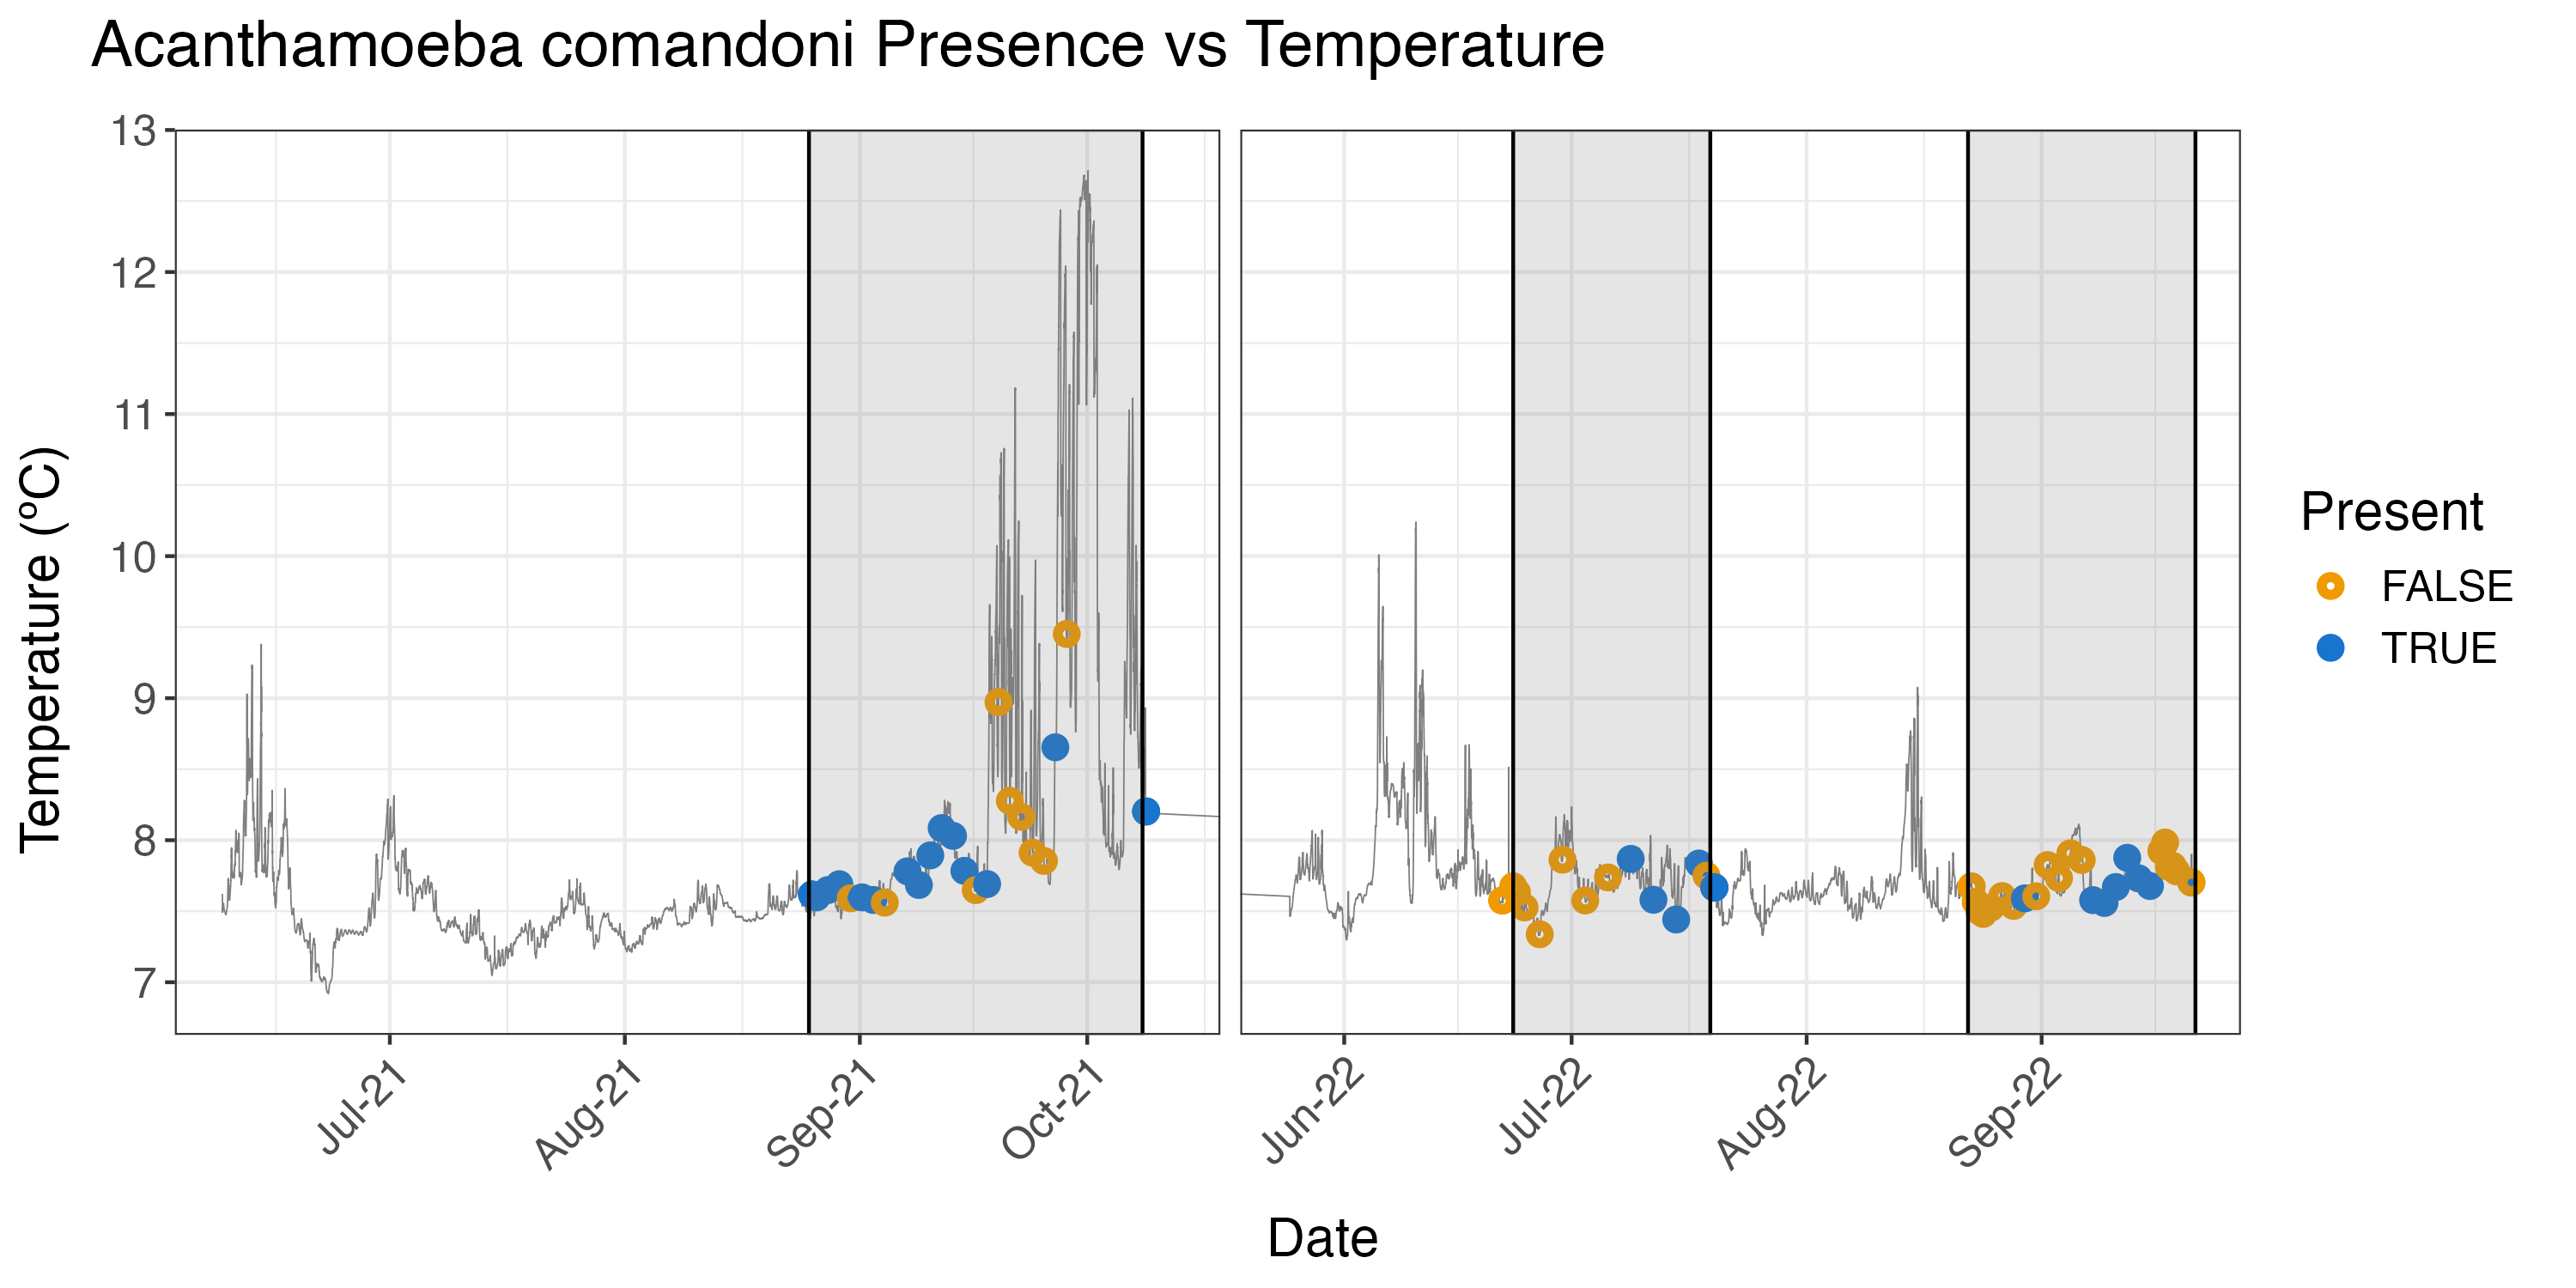 Acanthamoeba comandoni Presence vs Temperature
Temperature (ºC)
13
12
11
10
9
8
7
Jul-21
Aug-21
Sep-21
Oct-21
Jun-22
Jul-22
Aug-22
Sep-22
Date
Present
FALSE
TRUE